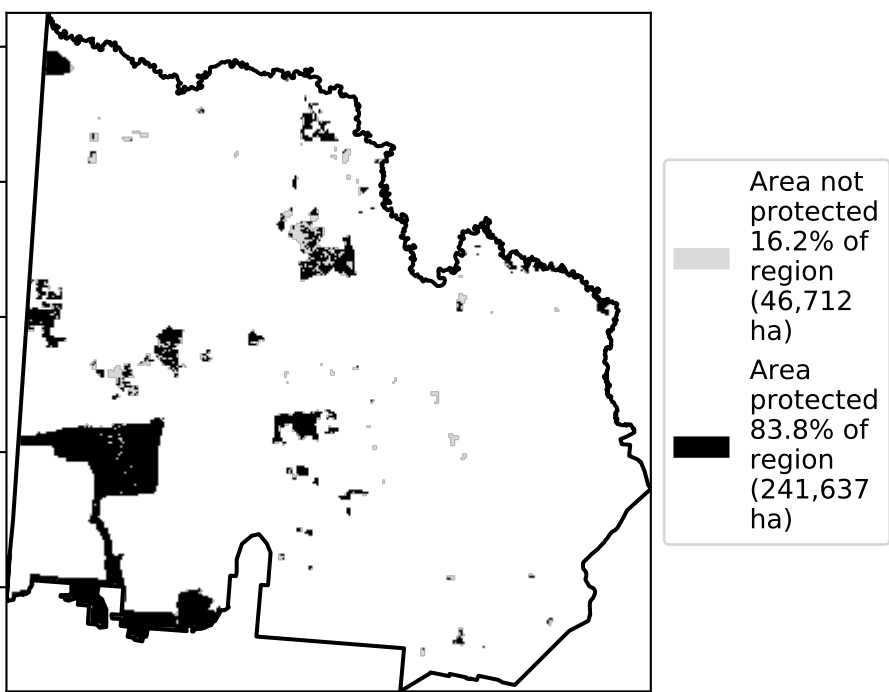 Area not
protected
16.2% of
region
(46,712
ha)
Area
protected
83.8% of
region
(241,637
ha)